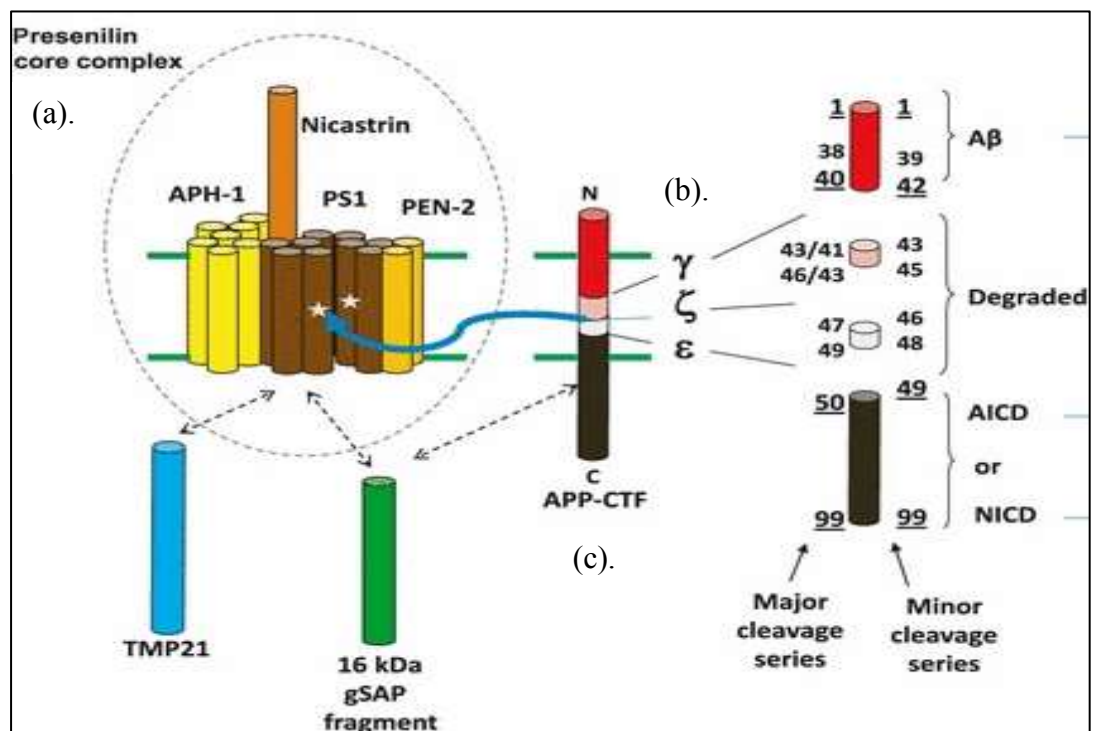 Presenilin
core complex
(a).
Nicastrin
APH-1
PS1
PEN-2
N
(b).
γ
ζ
ε
C
APP-CTF
(c).
TMP21
16 kDa
gSAP
fragment
1 1
38 39
40 42
Aβ
43/41 43
46/43 45
47 46
49 48
Degraded
50 49
99 99
AICD
or
NICD
Major
cleavage
series
Minor
cleavage
series